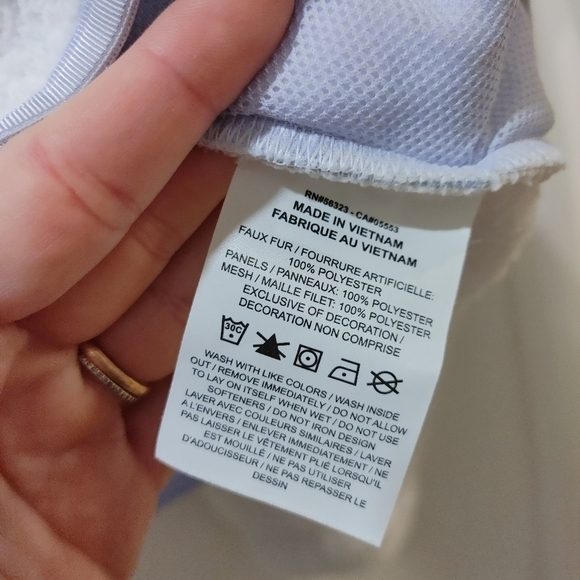 RN#56323 - CA#05553
MADE IN VIETNAM
FABRIQUE AU VIETNAM
FAUX FUR / FOURRURE ARTIFICIELLE:
100% POLYESTER
PANELS / PANNEAUX: 100% POLYESTER
MESH / MAILLE FILET: 100% POLYESTER
EXCLUSIVE OF DECORATION /
DECORATION NON COMPRISE
30C
WASH WITH LIKE COLORS / WASH INSIDE
OUT / REMOVE IMMEDIATELY / DO NOT ALLOW
TO LAY ON ITSELF WHEN WET / DO NOT USE
SOFTENERS / DO NOT IRON DESIGN
LAVER AVEC COULEURS SIMILAIRES / LAVER
A L'ENVERS / ENLEVER IMMEDIATEMENT / NE
PAS LAISSER LE VÊTEMENT PLIÉ LORSQU'IL
EST MOUILLÉ / NE PAS UTILISER
D'ADOUCISSEUR / NE PAS REPASSER LE
DESSIN